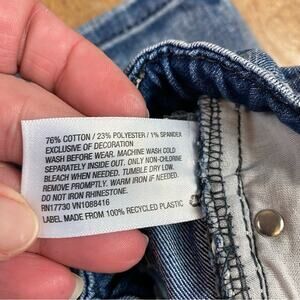 76% COTTON / 23% POLYESTER / 1% SPANDEX
EXCLUSIVE OF DECORATION
WASH BEFORE WEAR. MACHINE WASH COLD
SEPARATELY INSIDE OUT. ONLY NON-CHLORINE
BLEACH WHEN NEEDED. TUMBLE DRY LOW.
REMOVE PROMPTLY. WARM IRON IF NEEDED.
DO NOT IRON RHINESTONE.
RN17730 VN1088416
LABEL MADE FROM 100% RECYCLED PLASTIC